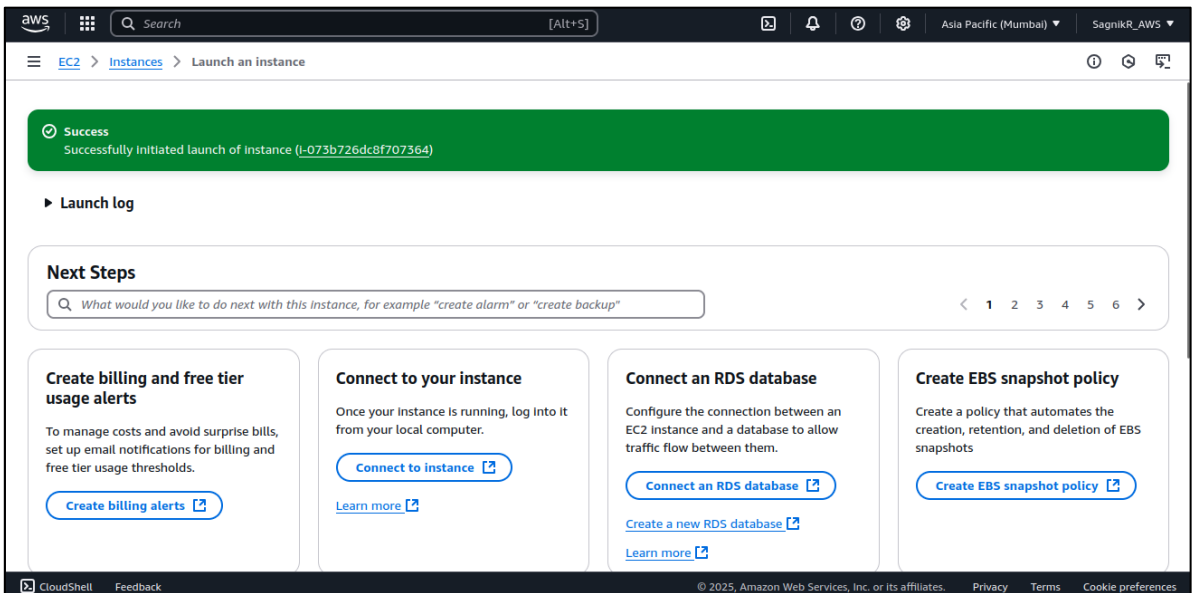 aws
Search [Alt+S]
Asia Pacific (Mumbai) ▼ SagnikR_AWS ▼
EC2 > Instances > Launch an instance
Success
Successfully initiated launch of instance (i-073b726dc8f707364)
Launch log
Next Steps
What would you like to do next with this instance, for example "create alarm" or "create backup"
< 1 2 3 4 5 6 >
Create billing and free tier
usage alerts
To manage costs and avoid surprise bills,
set up email notifications for billing and
free tier usage thresholds.
Create billing alerts
Connect to your instance
Once your instance is running, log into it
from your local computer.
Connect to instance
Learn more
Connect an RDS database
Configure the connection between an
EC2 instance and a database to allow
traffic flow between them.
Connect an RDS database
Create a new RDS database
Learn more
Create EBS snapshot policy
Create a policy that automates the
creation, retention, and deletion of EBS
snapshots
Create EBS snapshot policy
CloudShell Feedback © 2025, Amazon Web Services, Inc. or its affiliates. Privacy Terms Cookie preferences